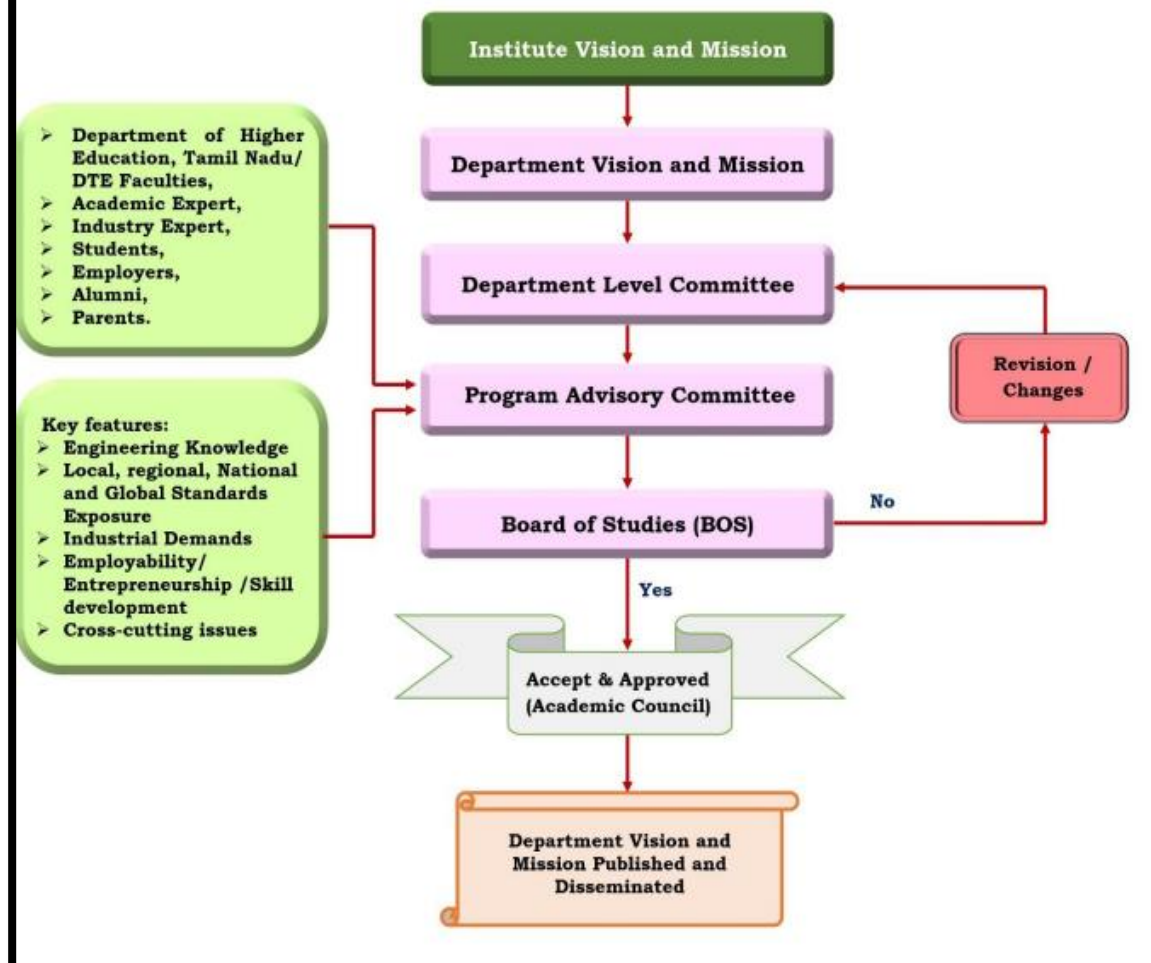 Institute Vision and Mission
➢ Department of Higher
Education, Tamil Nadu/
DTE Faculties,
➢ Academic Expert,
➢ Industry Expert,
➢ Students,
➢ Employers,
➢ Alumni,
➢ Parents.
Department Vision and Mission
Department Level Committee
Revision /
Changes
Program Advisory Committee
Key features:
➢ Engineering Knowledge
➢ Local, regional, National
and Global Standards
Exposure
➢ Industrial Demands
➢ Employability/
Entrepreneurship /Skill
development
➢ Cross-cutting issues
Board of Studies (BOS)
No
Yes
Accept & Approved
(Academic Council)
Department Vision and
Mission Published and
Disseminated